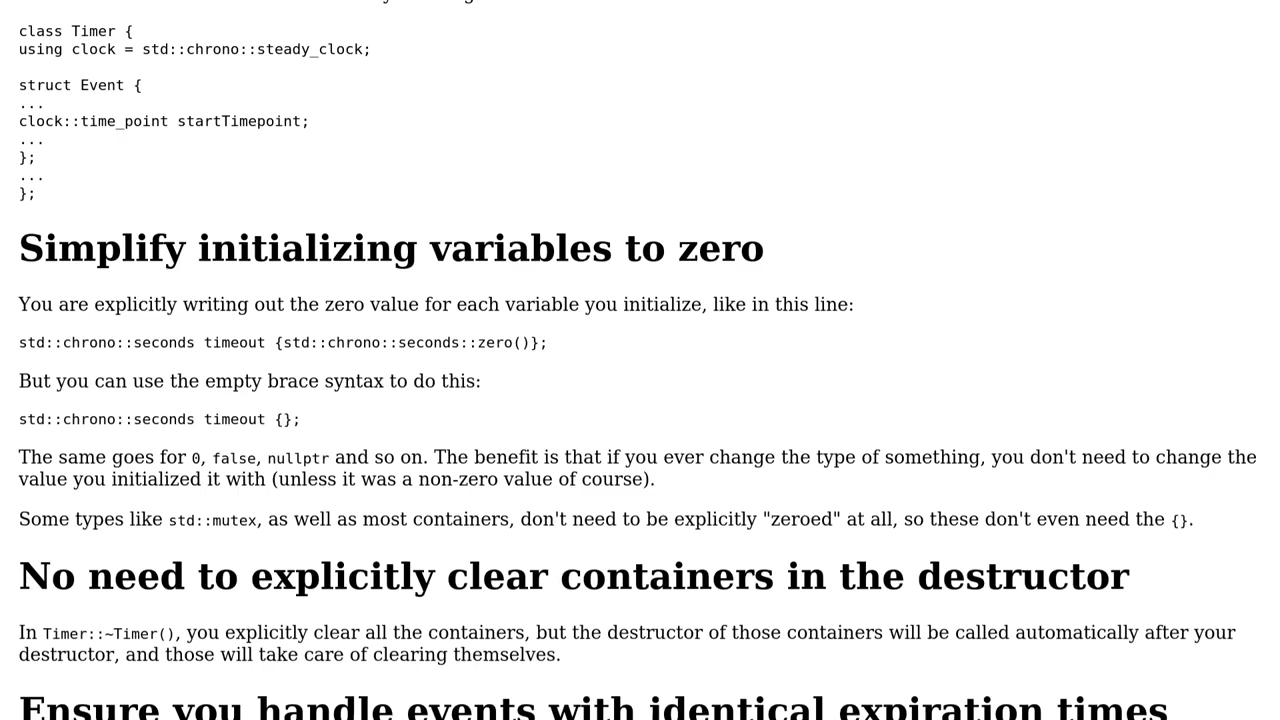 class Timer {
using clock = std::chrono::steady_clock;
struct Event {
...
clock::time_point startTimepoint;
...
};
...
};
Simplify initializing variables to zero
You are explicitly writing out the zero value for each variable you initialize, like in this line:
std::chrono::seconds timeout {std::chrono::seconds::zero()};
But you can use the empty brace syntax to do this:
std::chrono::seconds timeout {};
The same goes for 0, false, nullptr and so on. The benefit is that if you ever change the type of something, you don't need to change the
value you initialized it with (unless it was a non-zero value of course).
Some types like std::mutex, as well as most containers, don't need to be explicitly "zeroed" at all, so these don't even need the {}.
No need to explicitly clear containers in the destructor
In Timer::~Timer(), you explicitly clear all the containers, but the destructor of those containers will be called automatically after your
destructor, and those will take care of clearing themselves.
Ensure you handle events with identical expiration times